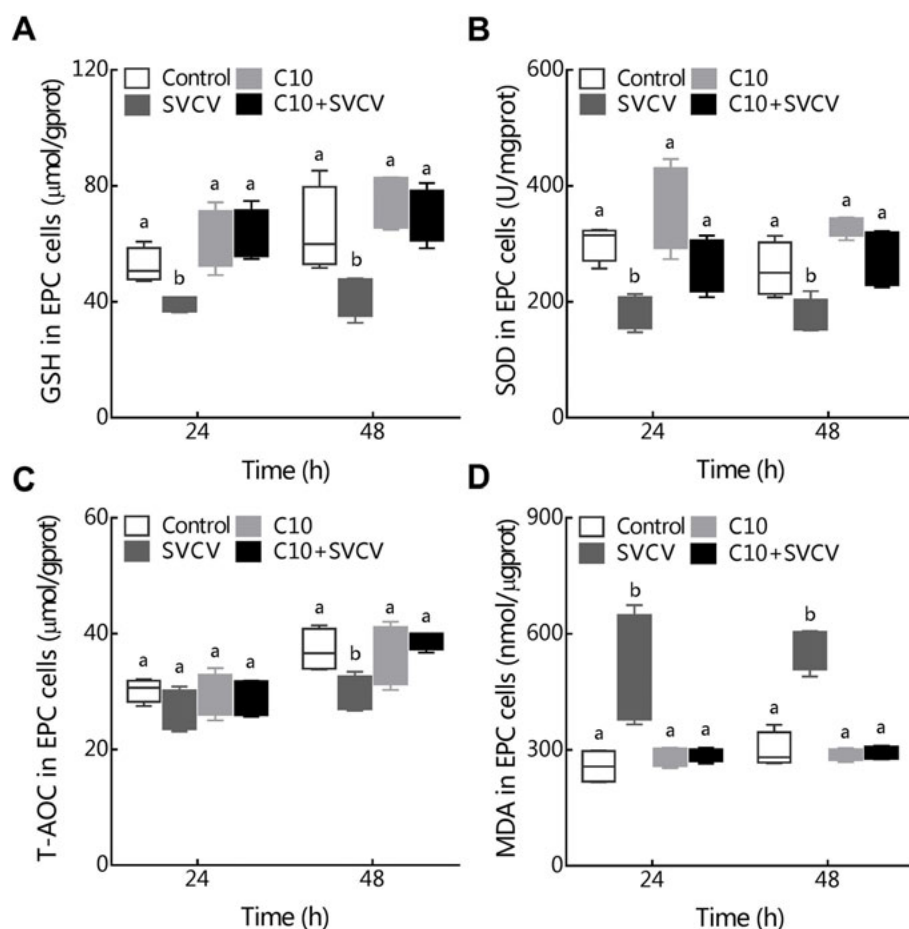 A
GSH in EPC cells (μmol/gprot)
120
80
40
0
Control
C10
SVCV
C10+SVCV
a
b
a
a
a
b
a
a
24
48
Time (h)
B
SOD in EPC cells (U/mgprot)
600
400
200
0
Control
C10
SVCV
C10+SVCV
a
b
a
a
a
b
a
a
24
48
Time (h)
C
T-AOC in EPC cells (μmol/gprot)
60
40
20
0
Control
C10
SVCV
C10+SVCV
a
a
a
a
a
b
a
a
24
48
Time (h)
D
MDA in EPC cells (nmol/μgprot)
900
600
300
0
Control
C10
SVCV
C10+SVCV
a
b
a
a
a
b
a
a
24
48
Time (h)